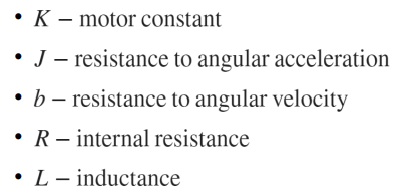 • K – motor constant
• J – resistance to angular acceleration
• b – resistance to angular velocity
• R – internal resistance
• L – inductance